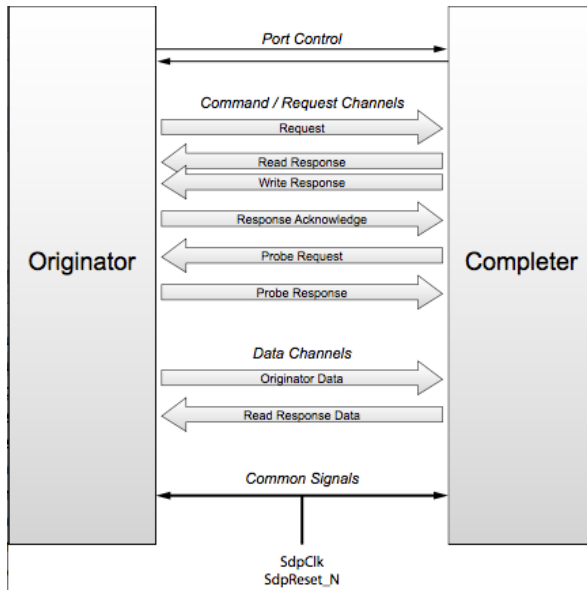 Port Control
Command / Request Channels
Request
Read Response
Write Response
Response Acknowledge
Originator
Probe Request
Completer
Probe Response
Data Channels
Originator Data
Read Response Data
Common Signals
SdpClk
SdpReset_N